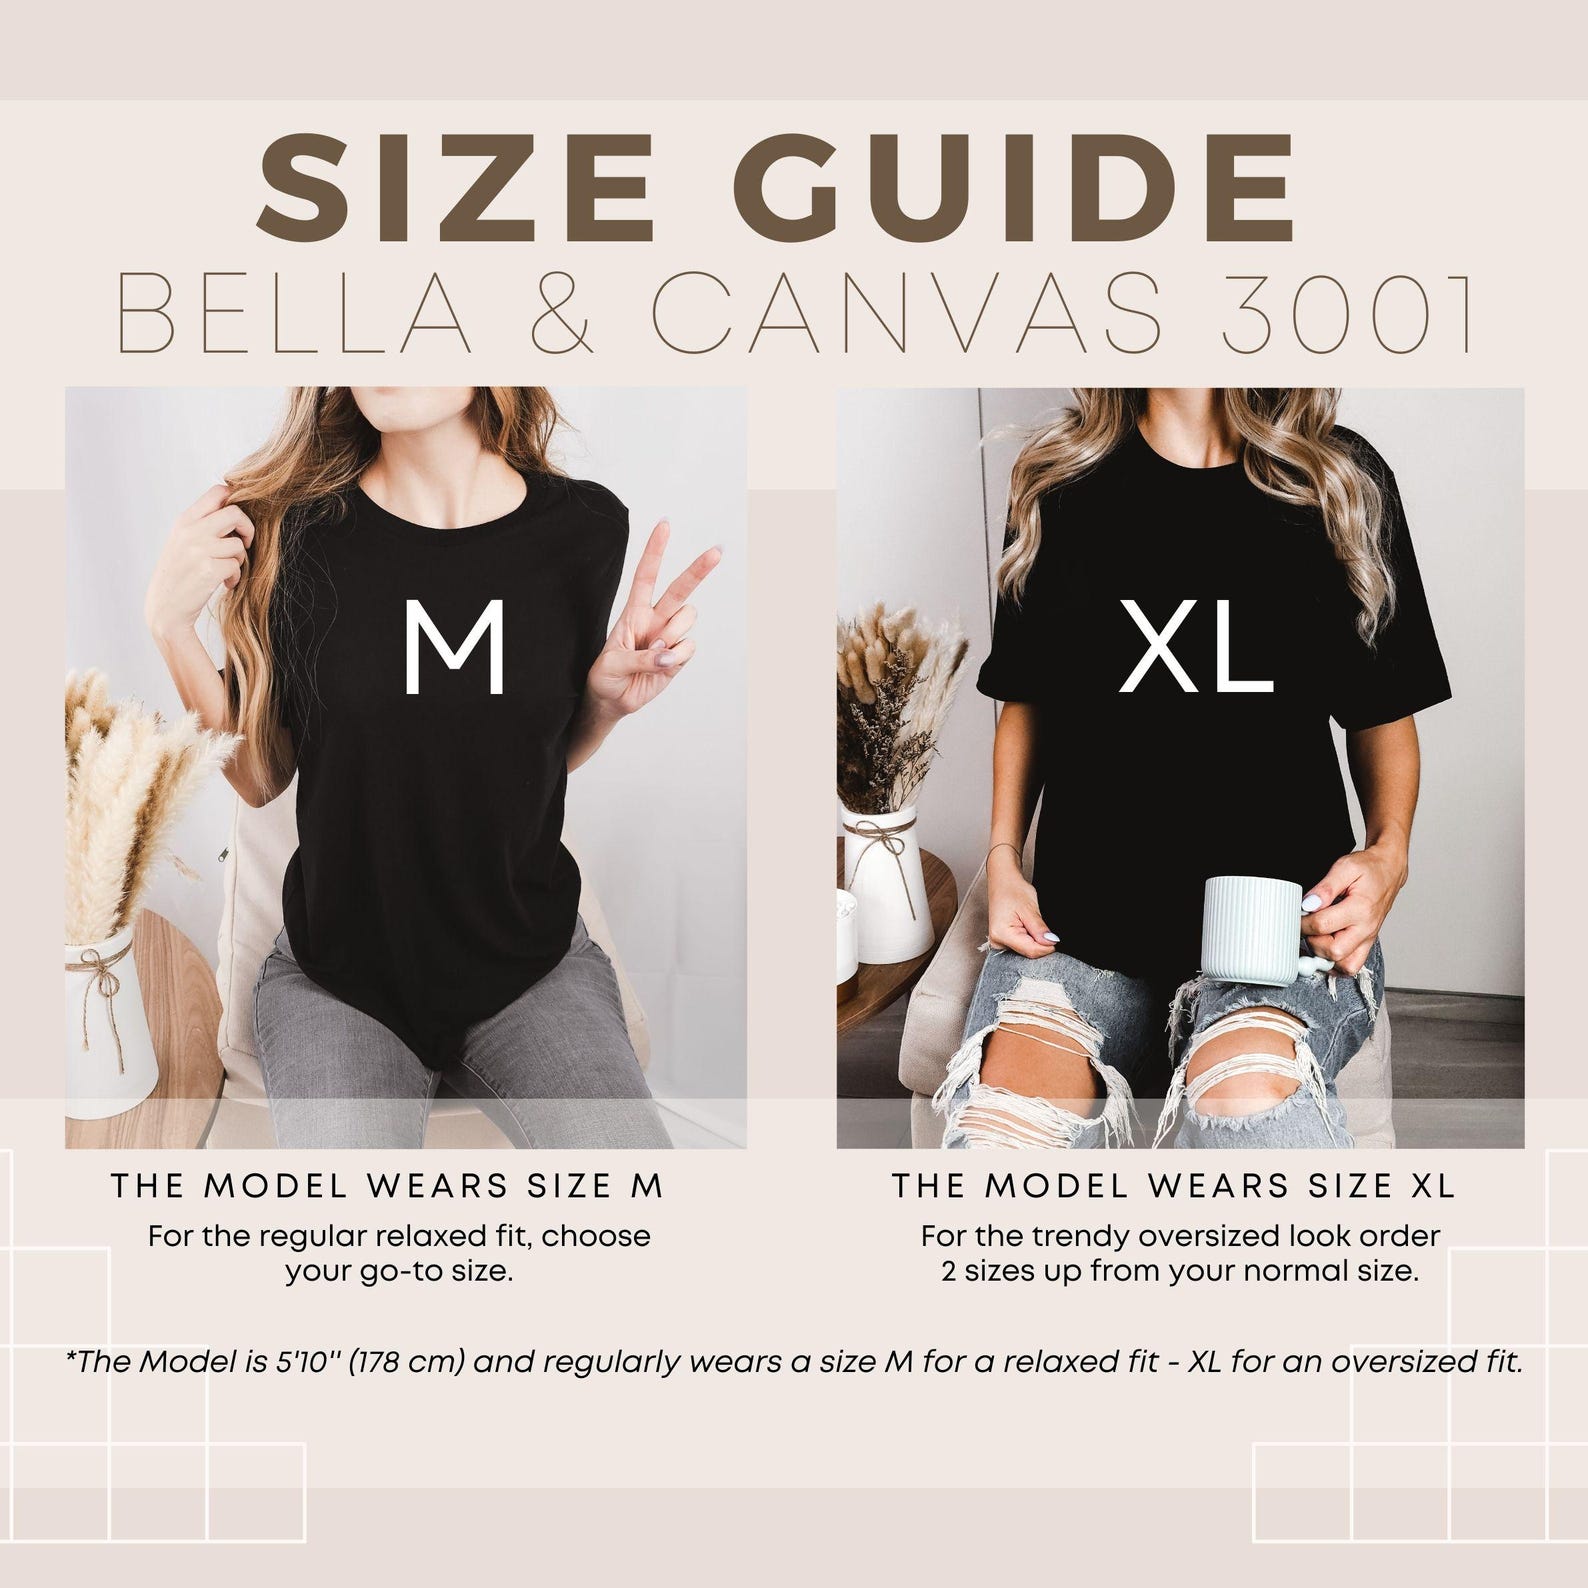 SIZE GUIDE
BELLA & CANVAS 3001
M
XL
THE MODEL WEARS SIZE M
For the regular relaxed fit, choose
your go-to size.
THE MODEL WEARS SIZE XL
For the trendy oversized look order
2 sizes up from your normal size.
*The Model is 5'10'' (178 cm) and regularly wears a size M for a relaxed fit - XL for an oversized fit.